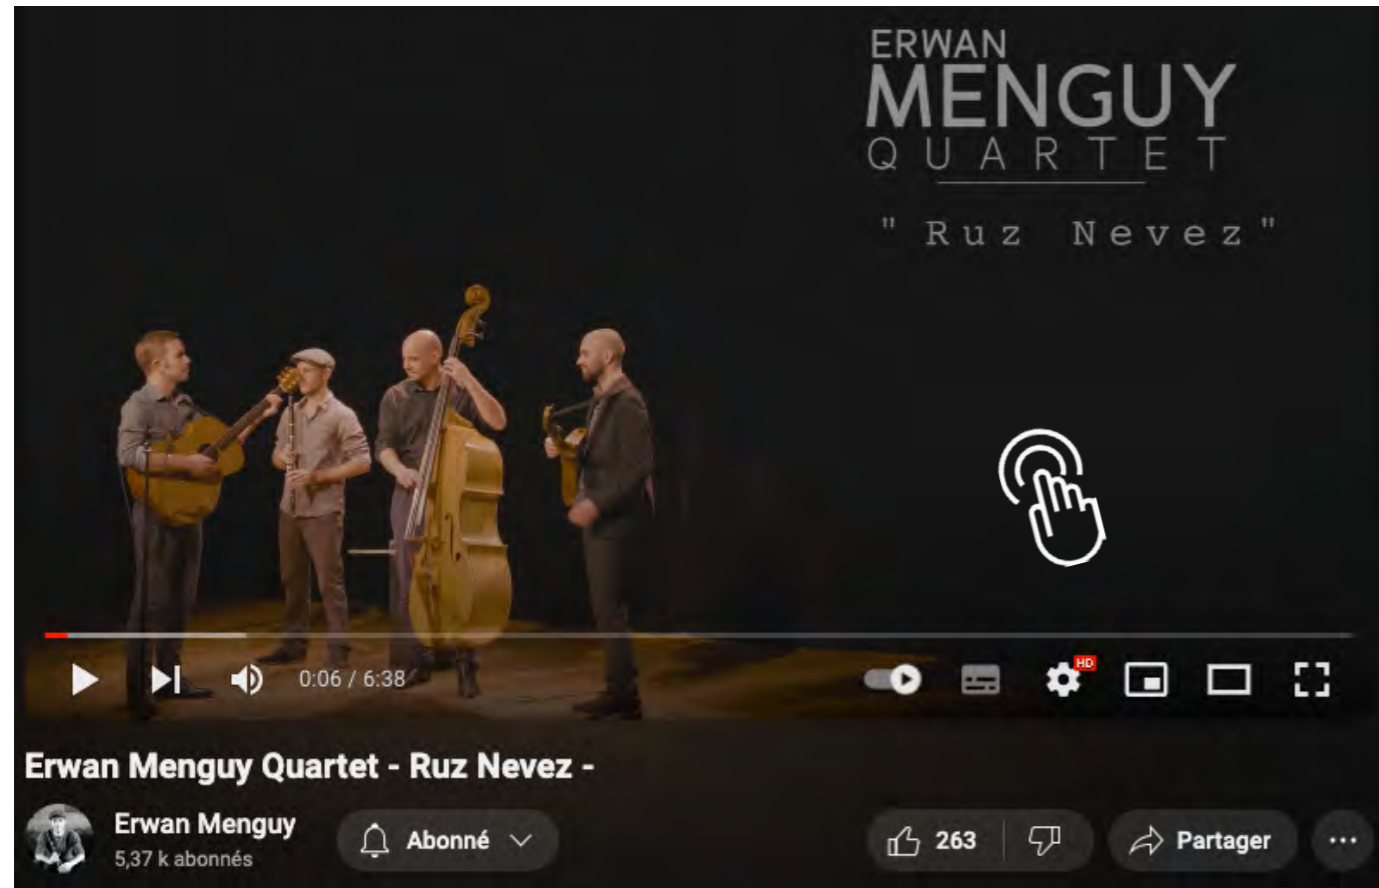 ERWAN
MENGUY
QUARTET
"Ruz Nevez"
0:06 / 6:38
HD
Erwan Menguy Quartet - Ruz Nevez -
Erwan Menguy
5,37 k abonnés
Abonné
263
Partager